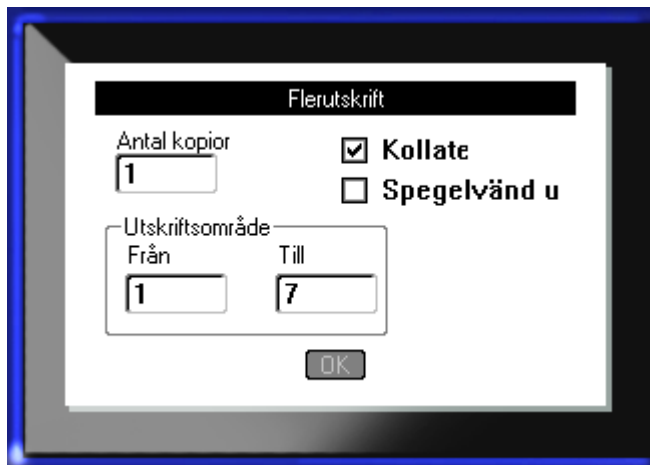 Flerutskrift
Antal kopior
1
Kollate
Spegelvänd u
Utskriftsområde
Från Till
1 7
OK